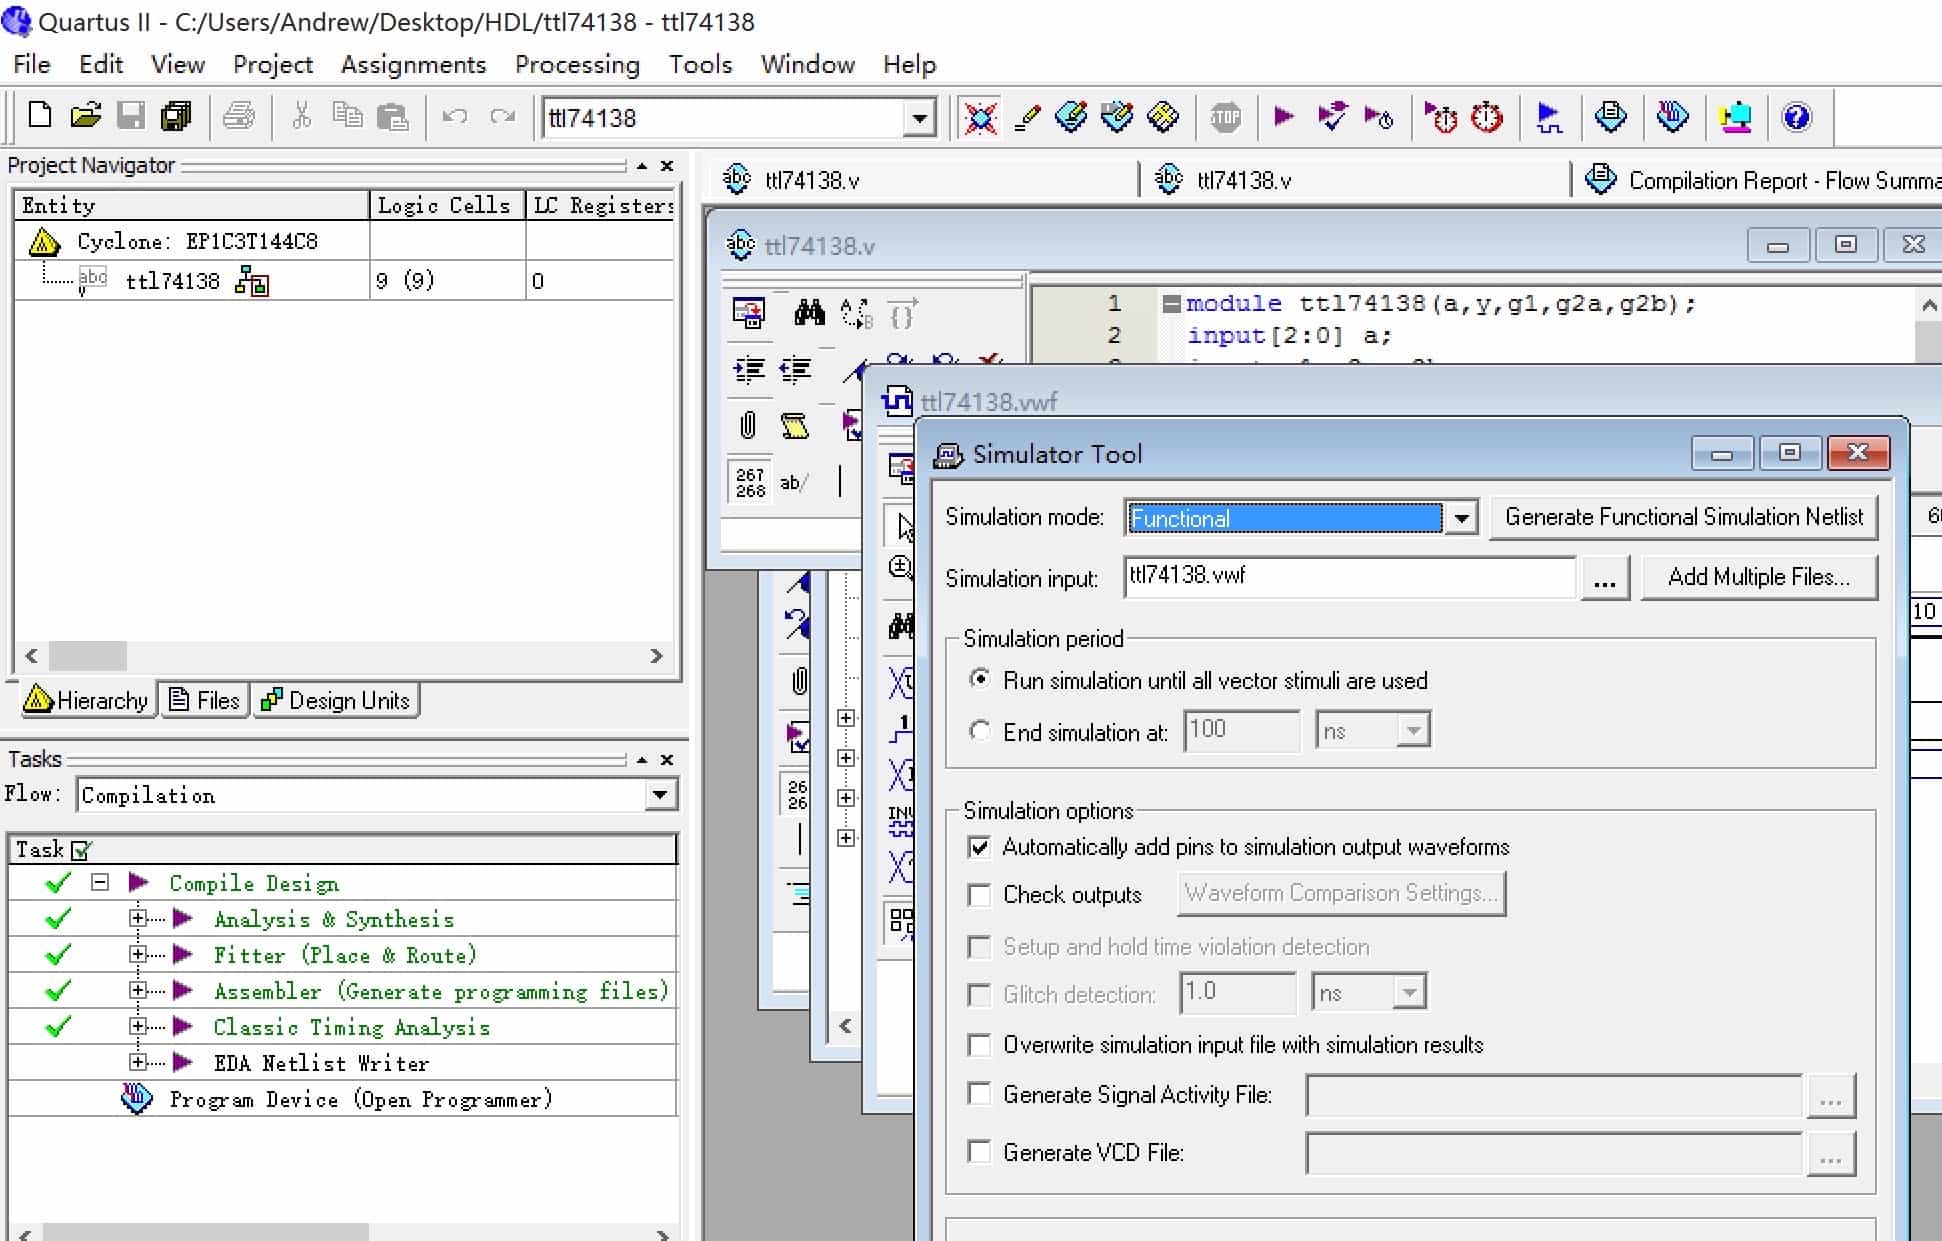 Quartus II - C:/Users/Andrew/Desktop/HDL/ttl74138 - ttl74138
File Edit View Project Assignments Processing Tools Window Help
ttl74138
STOP
Project Navigator
Entity Logic Cells LC Registers
Cyclone: EP1C3T144C8
abc ttl74138 9 (9) 0
Hierarchy Files Design Units
Tasks
Flow: Compilation
Task
Compile Design
Analysis & Synthesis
Fitter (Place & Route)
Assembler (Generate programming files)
Classic Timing Analysis
EDA Netlist Writer
Program Device (Open Programmer)
abc ttl74138.v abc ttl74138.v Compilation Report - Flow Summa
abc ttl74138.v
1 module ttl74138(a,y,g1,g2a,g2b);
2 input[2:0] a;
267
268 ab/
ttl74138.vwf
Simulator Tool
Simulation mode: Functional Generate Functional Simulation Netlist
Simulation input: ttl74138.vwf ... Add Multiple Files...
10
Simulation period
Run simulation until all vector stimuli are used
End simulation at: 100 ns
Simulation options
Automatically add pins to simulation output waveforms
Check outputs Waveform Comparison Settings...
Setup and hold time violation detection
Glitch detection: 1.0 ns
Overwrite simulation input file with simulation results
Generate Signal Activity File: ...
Generate VCD File: ...